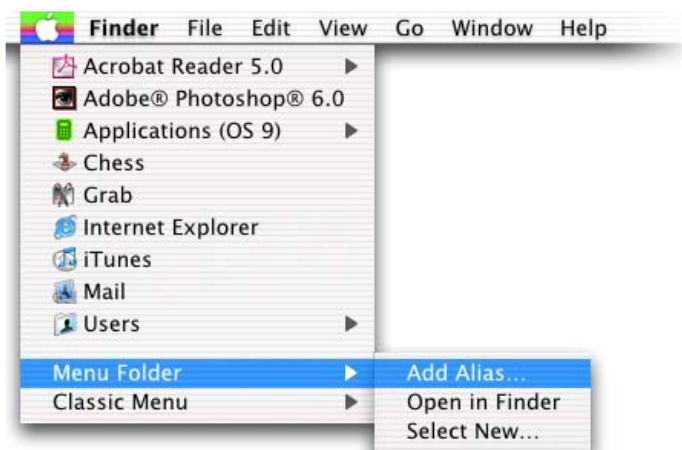 Finder File Edit View Go Window Help
Acrobat Reader 5.0
Adobe® Photoshop® 6.0
Applications (OS 9)
Chess
Grab
Internet Explorer
iTunes
Mail
Users
Menu Folder
Add Alias...
Classic Menu
Open in Finder
Select New...